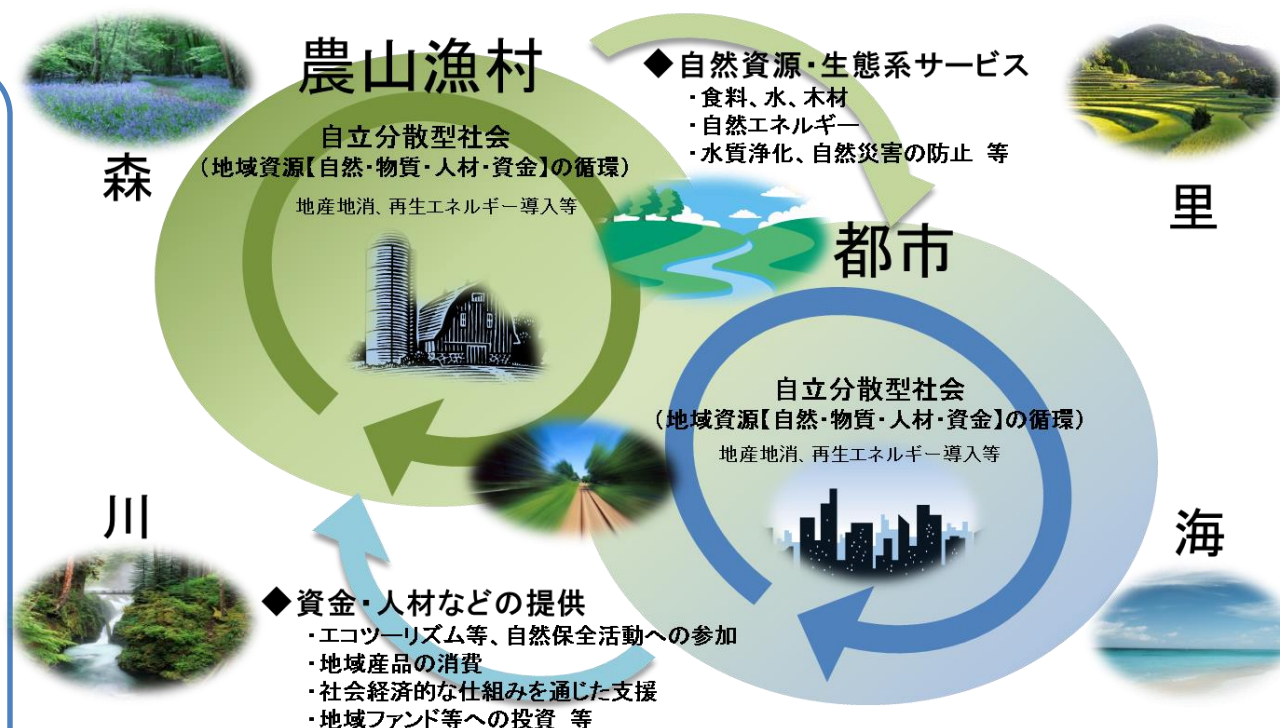 農山漁村
自立分散型社会
（地域資源【自然・物質・人材・資金】の循環）
地産地消、再生エネルギー導入等
森
◆自然資源・生態系サービス
・食料、水、木材
・自然エネルギー
・水質浄化、自然災害の防止 等
里
都市
自立分散型社会
（地域資源【自然・物質・人材・資金】の循環）
地産地消、再生エネルギー導入等
川
海
◆資金・人材などの提供
・エコツーリズム等、自然保全活動への参加
・地域産品の消費
・社会経済的な仕組みを通じた支援
・地域ファンド等への投資 等